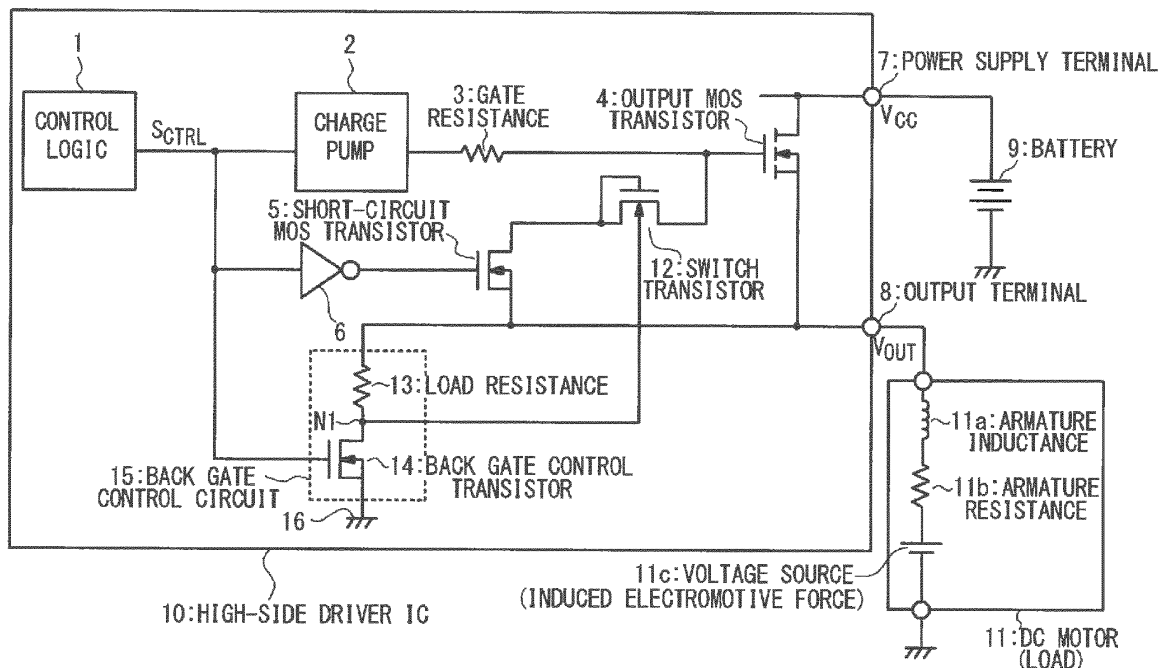 1
CONTROL
LOGIC
SCTRL
2
CHARGE
PUMP
3:GATE
RESISTANCE
4:OUTPUT MOS
TRANSISTOR
7:POWER SUPPLY TERMINAL
VCC
9:BATTERY
5:SHORT-CIRCUIT
MOS TRANSISTOR
12:SWITCH
TRANSISTOR
6
8:OUTPUT TERMINAL
VOUT
13:LOAD RESISTANCE
N1
14:BACK GATE CONTROL
TRANSISTOR
15:BACK GATE
CONTROL CIRCUIT
16
11a:ARMATURE
INDUCTANCE
11b:ARMATURE
RESISTANCE
11c:VOLTAGE SOURCE
(INDUCED ELECTROMOTIVE FORCE)
10:HIGH-SIDE DRIVER IC
11:DC MOTOR
(LOAD)